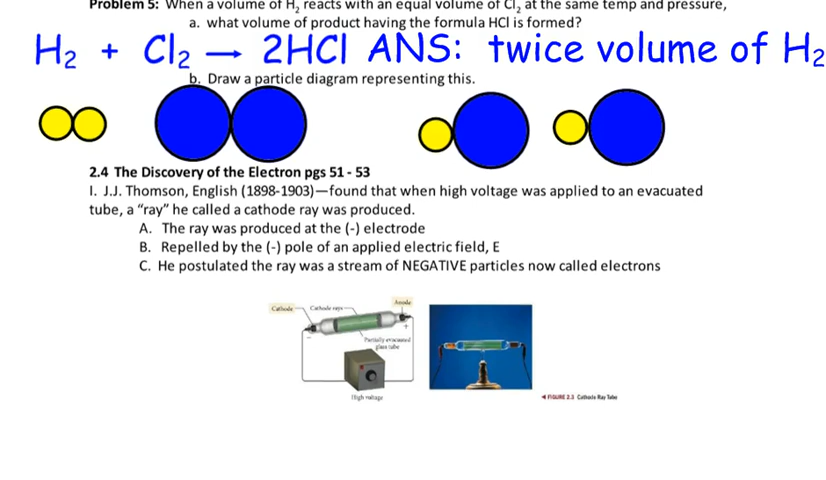 Problem 5: When a volume of H₂ reacts with an equal volume of Cl₂ at the same temp and pressure,
a. what volume of product having the formula HCl is formed?
H₂ + Cl₂ → 2HCl ANS: twice volume of H₂
b. Draw a particle diagram representing this.
2.4 The Discovery of the Electron pgs 51 - 53
I. J.J. Thomson, English (1898-1903)—found that when high voltage was applied to an evacuated
tube, a “ray” he called a cathode ray was produced.
A. The ray was produced at the (-) electrode
B. Repelled by the (-) pole of an applied electric field, E
C. He postulated the ray was a stream of NEGATIVE particles now called electrons
Anode
Cathode
Cathode rays
+
-
Partially evacuated
glass tube
High voltage
◄ FIGURE 2.3 Cathode Ray Tube